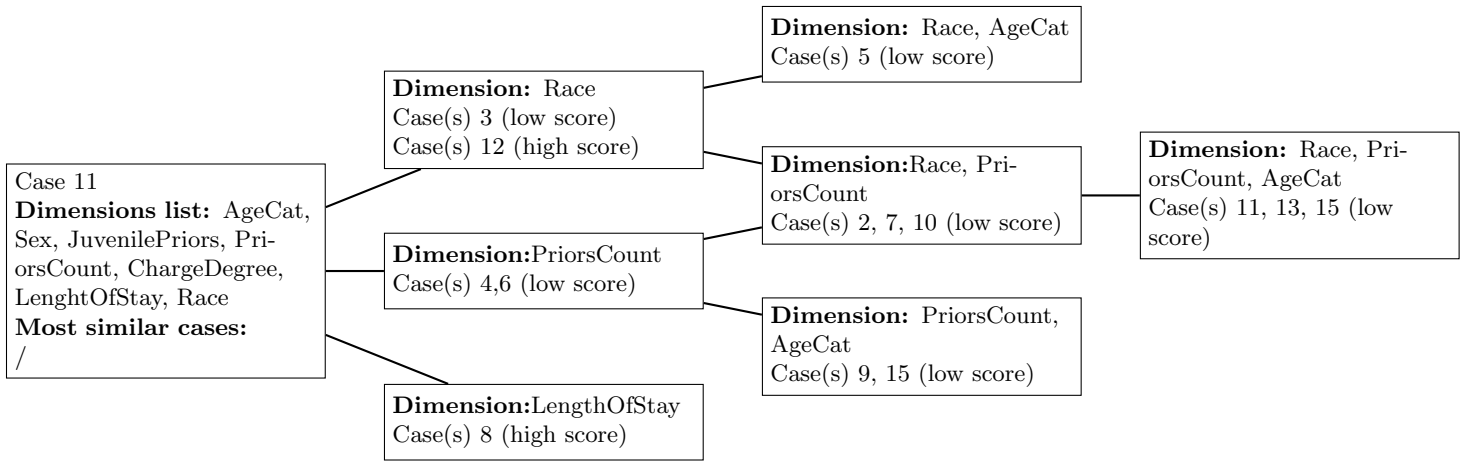 Case 11
Dimensions list: AgeCat,
Sex, JuvenilePriors, Pri-
orsCount, ChargeDegree,
LenghtOfStay, Race
Most similar cases:
/
Dimension: Race
Case(s) 3 (low score)
Case(s) 12 (high score)
Dimension:PriorsCount
Case(s) 4,6 (low score)
Dimension:LengthOfStay
Case(s) 8 (high score)
Dimension: Race, AgeCat
Case(s) 5 (low score)
Dimension:Race, Pri-
orsCount
Case(s) 2, 7, 10 (low score)
Dimension: PriorsCount,
AgeCat
Case(s) 9, 15 (low score)
Dimension: Race, Pri-
orsCount, AgeCat
Case(s) 11, 13, 15 (low
score)